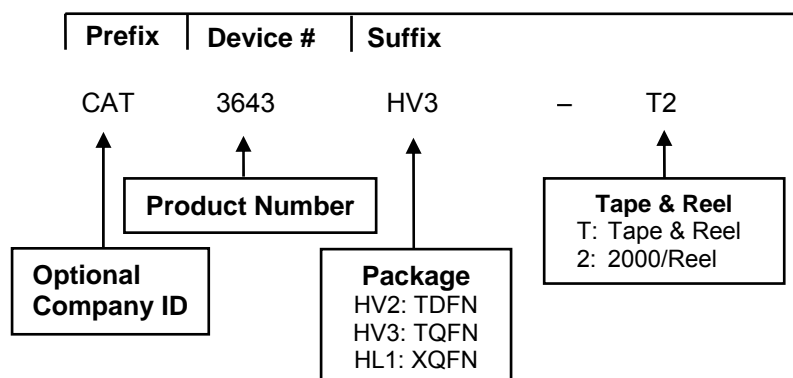 Prefix Device # Suffix
CAT 3643 HV3 – T2
Product Number
Optional
Company ID
Package
HV2: TDFN
HV3: TQFN
HL1: XQFN
Tape & Reel
T: Tape & Reel
2: 2000/Reel